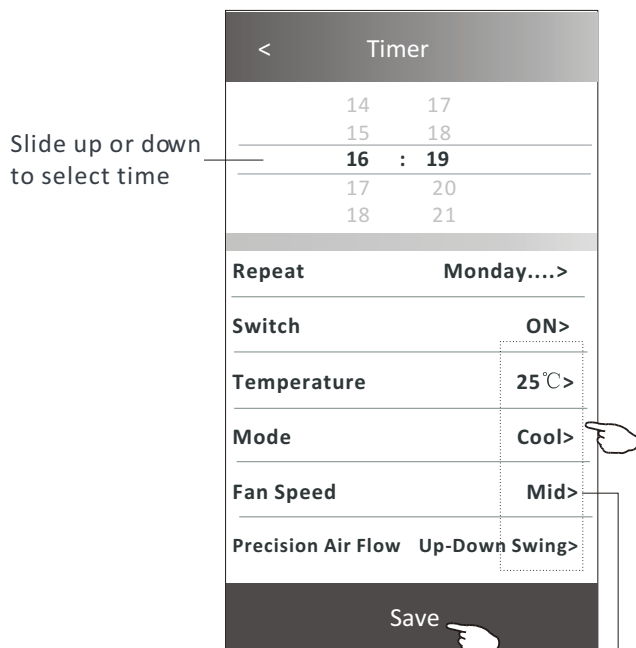 < Timer
14 17
15 18
Slide up or down
to select time
16 : 19
17 20
18 21
Repeat Monday....>
Switch ON>
Temperature 25℃>
Mode Cool>
Fan Speed Mid>
Precision Air Flow Up-Down Swing>
Save